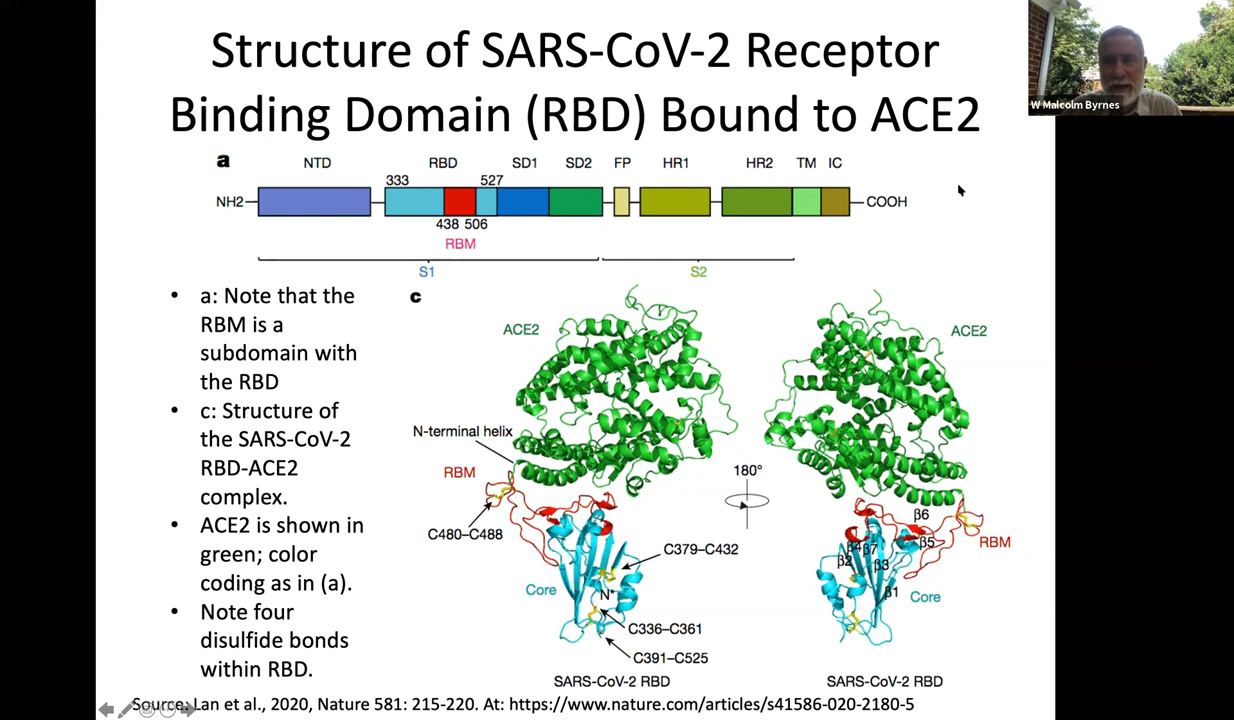 Structure of SARS-CoV-2 Receptor
Binding Domain (RBD) Bound to ACE2
W Malcolm Byrnes
a
NTD RBD SD1 SD2 FP HR1 HR2 TM IC
333 527
NH2 COOH
438 506
RBM
S1 S2
• a: Note that the
RBM is a
subdomain with
the RBD
• c: Structure of
the SARS-CoV-2
RBD-ACE2
complex.
• ACE2 is shown in
green; color
coding as in (a).
• Note four
disulfide bonds
within RBD.
c
ACE2
N-terminal helix
RBM
C480–C488
C379–C432
Core
N*
C336–C361
C391–C525
SARS-CoV-2 RBD
180°
ACE2
β6
β5
RBM
β4
β7
β2
β3
β1
Core
SARS-CoV-2 RBD
Source: Lan et al., 2020, Nature 581: 215-220. At: https://www.nature.com/articles/s41586-020-2180-5